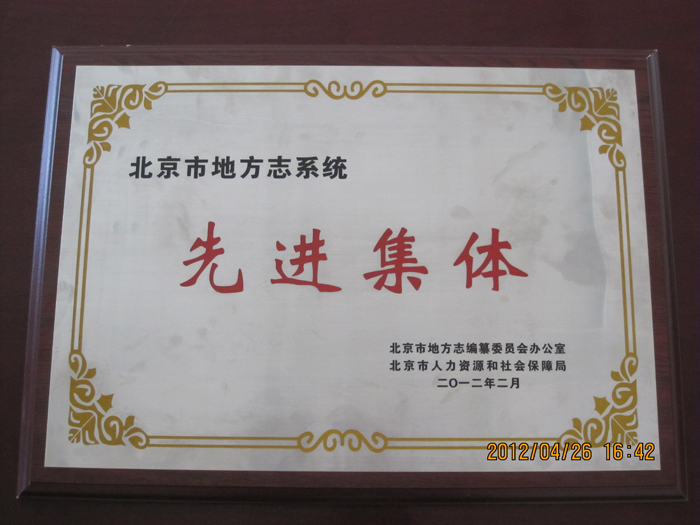 北京市地方志系统
先进集体
北京市地方志编纂委员会办公室
北京市人力资源和社会保障局
二〇一二年二月
2012/04/26 16:42